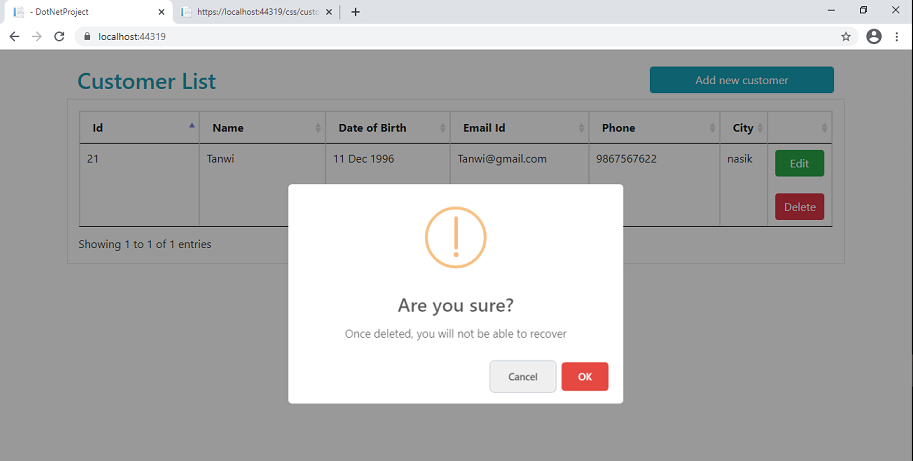 - DotNetProject
https://localhost:44319/css/custo
localhost:44319
Customer List
Add new customer
Id Name Date of Birth Email Id Phone City
21 Tanwi 11 Dec 1996 Tanwi@gmail.com 9867567622 nasik
Edit
Delete
Showing 1 to 1 of 1 entries
Are you sure?
Once deleted, you will not be able to recover
Cancel OK